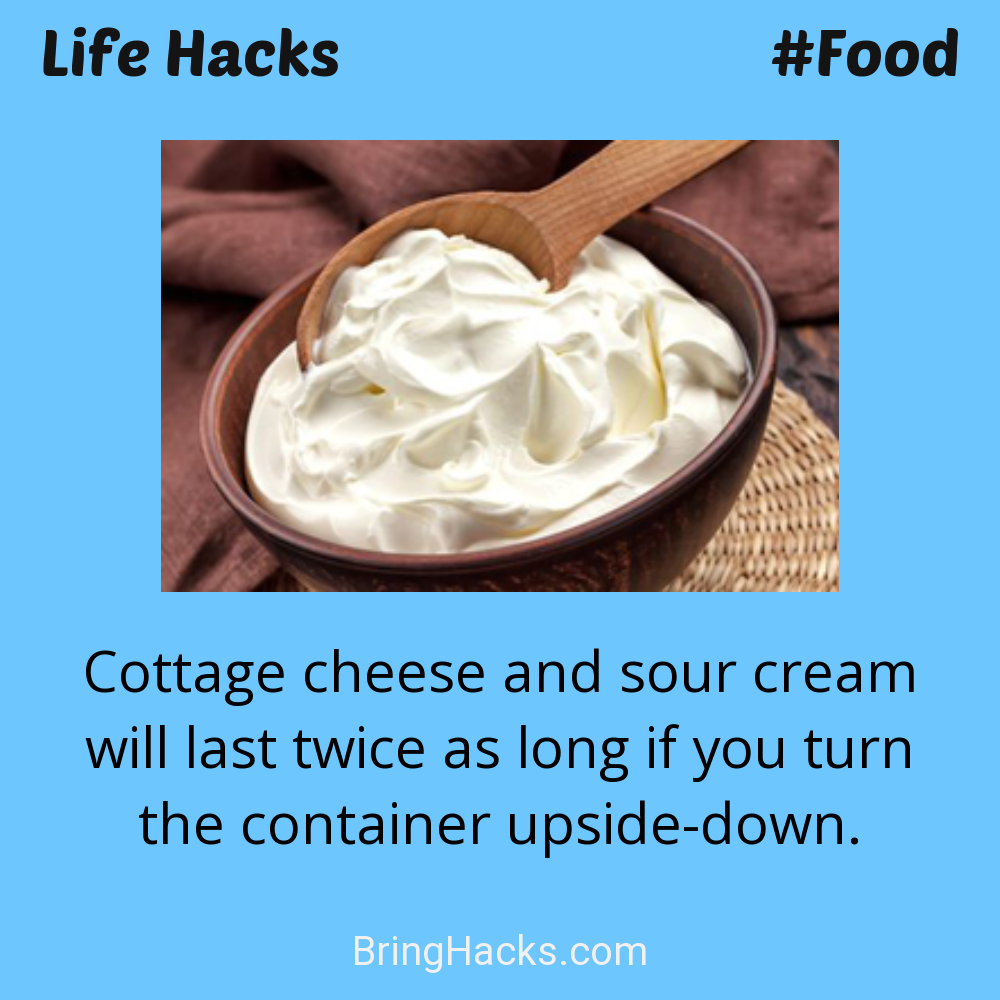 Life Hacks
#Food
Cottage cheese and sour cream
will last twice as long if you turn
the container upside-down.
BringHacks.com